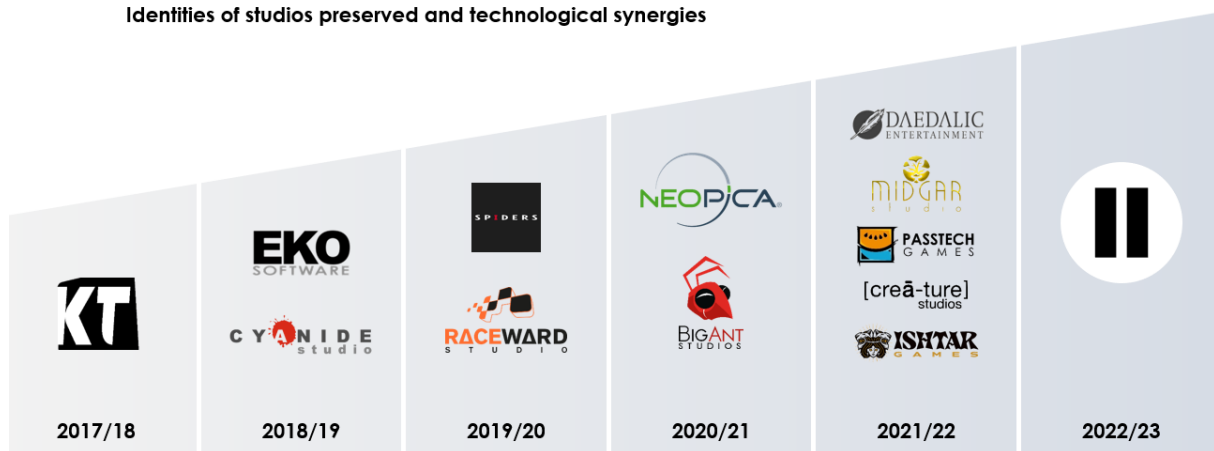 Identities of studios preserved and technological synergies
KT
2017/18
EKO
SOFTWARE
CYANIDE
studio
2018/19
SPIDERS
RACEWARD
STUDIO
2019/20
NEOPICA®
BIGANT
STUDIOS
2020/21
DAEDALIC
ENTERTAINMENT
MIDGAR
studio
PASSTECH
GAMES
[creā-ture]
studios
ISHTAR
GAMES
2021/22
2022/23